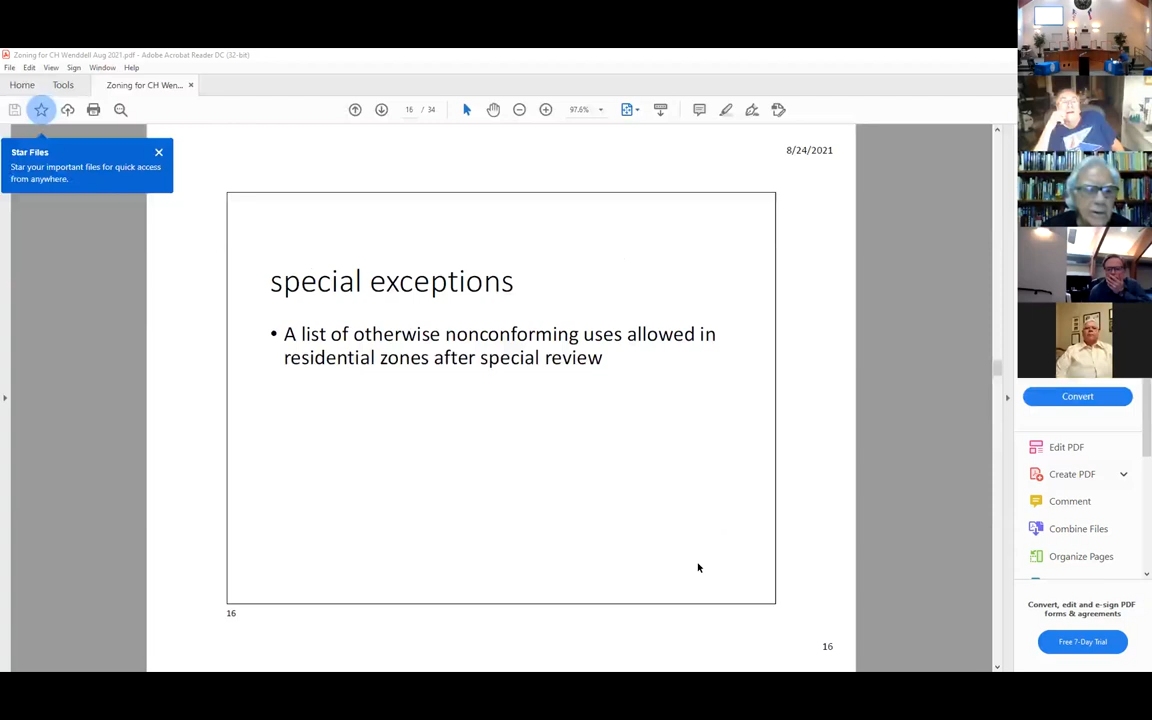 Zoning for CH Wenddell Aug 2021.pdf - Adobe Acrobat Reader DC (32-bit)
File Edit View Sign Window Help
Home Tools Zoning for CH Wen... ×
16 / 34 97.6%
Star Files
Star your important files for quick access
from anywhere.
8/24/2021
special exceptions
• A list of otherwise nonconforming uses allowed in
residential zones after special review
16
16
Convert
Edit PDF
Create PDF
Comment
Combine Files
Organize Pages
Convert, edit and e-sign PDF
forms & agreements
Free 7-Day Trial